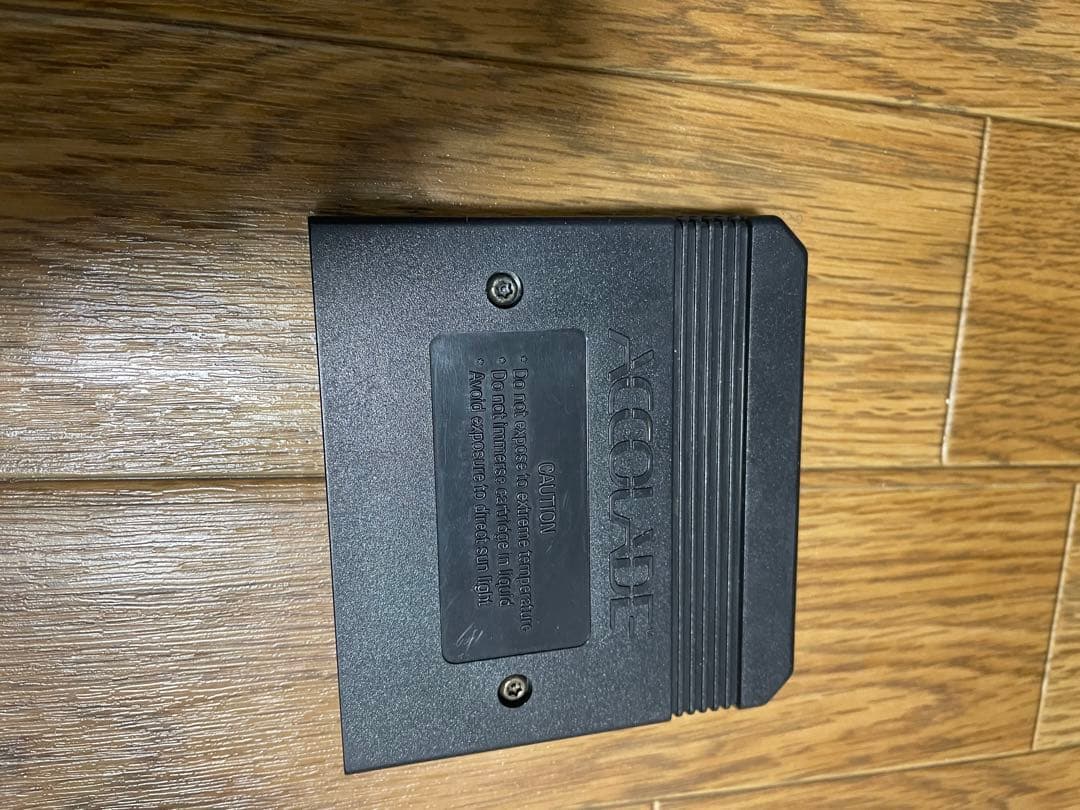 ACCOLADE
CAUTION
• Do not expose to extreme temperature
• Do not immerse cartridge in liquid
• Avoid exposure to direct sun light